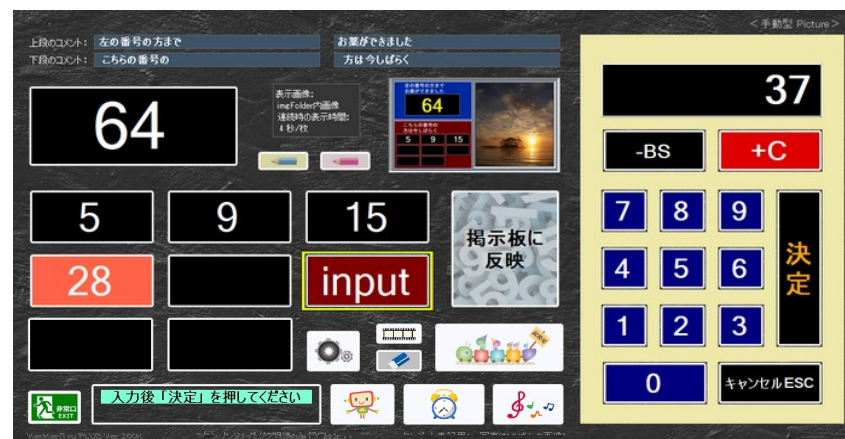 <手動型 Picture>
上段のコメント: 左の番号の方まで お薬ができました
下段のコメント: こちらの番号の 方は今しばらく
64
表示画像:
imgFolder内画像
連続時の表示時間:
4 秒/枚
左の番号の方まで
お薬ができました
64
こちらの番号の
方は今しばらく
5 9 15
37
-BS +C
5 9 15
掲示板に
反映
28 input
7 8 9
4 5 6
1 2 3
決定
0 キャンセルESC
非常口
EXIT
入力後「決定」を押してください